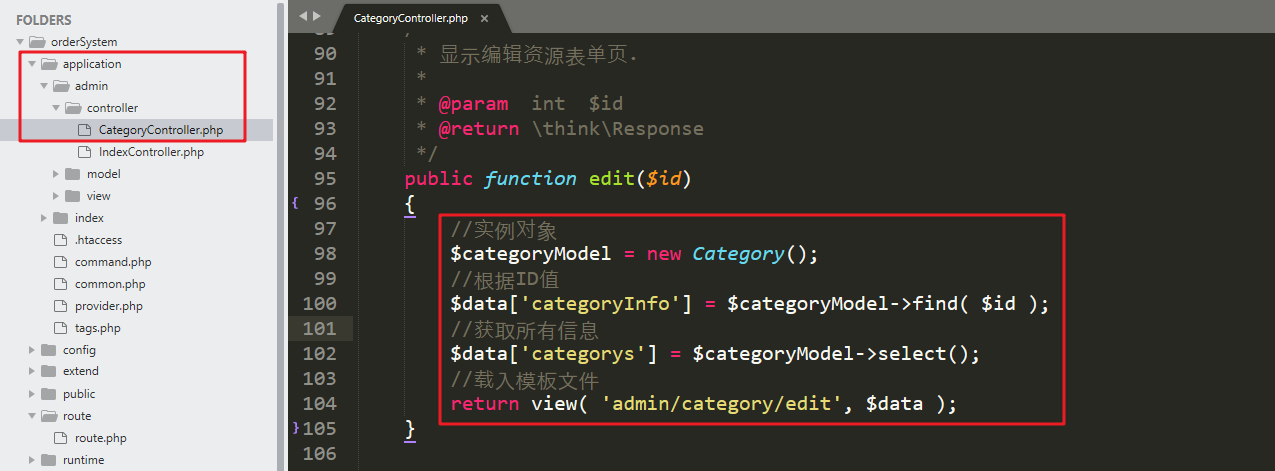 FOLDERS
orderSystem
application
admin
controller
CategoryController.php
IndexController.php
model
view
index
.htaccess
command.php
common.php
provider.php
tags.php
config
extend
public
route
route.php
runtime
CategoryController.php ×
90 * 显示编辑资源表单页.
91 *
92 * @param  int  $id
93 * @return \think\Response
94 */
95 public function edit($id)
{ 96 {
97 //实例对象
98 $categoryModel = new Category();
99 //根据ID值
100 $data['categoryInfo'] = $categoryModel->find( $id );
101 //获取所有信息
102 $data['categorys'] = $categoryModel->select();
103 //载入模板文件
104 return view( 'admin/category/edit', $data );
} 105 }
106